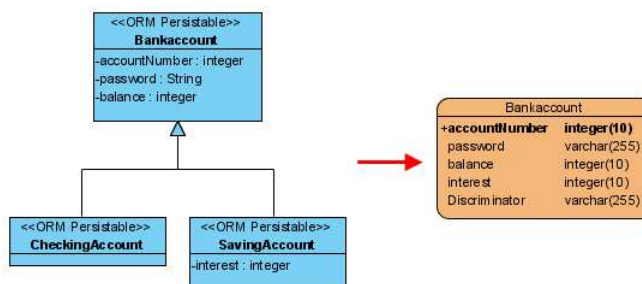 <<ORM Persistable>>
Bankaccount
-accountNumber : integer
-password : String
-balance : integer
<<ORM Persistable>>
CheckingAccount
<<ORM Persistable>>
SavingAccount
-interest : integer
Bankaccount
+accountNumber integer(10)
password varchar(255)
balance integer(10)
interest integer(10)
Discriminator varchar(255)